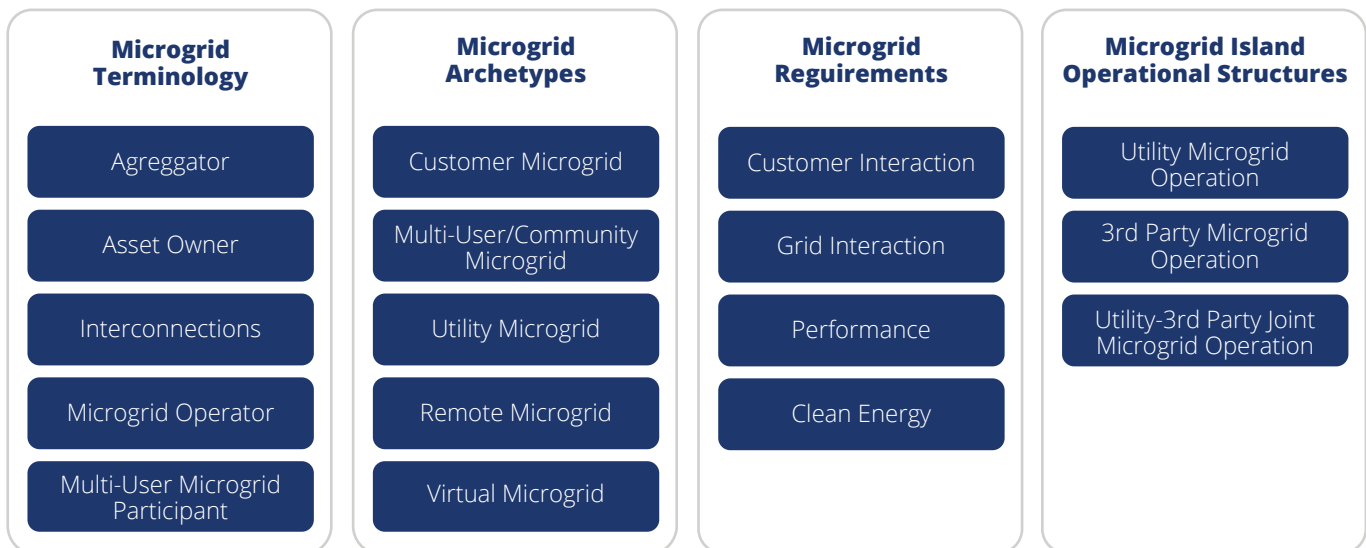 Microgrid
Terminology
Agreggator
Asset Owner
Interconnections
Microgrid Operator
Multi-User Microgrid
Participant
Microgrid
Archetypes
Customer Microgrid
Multi-User/Community
Microgrid
Utility Microgrid
Remote Microgrid
Virtual Microgrid
Microgrid
Reguirements
Customer Interaction
Grid Interaction
Performance
Clean Energy
Microgrid Island
Operational Structures
Utility Microgrid
Operation
3rd Party Microgrid
Operation
Utility-3rd Party Joint
Microgrid Operation